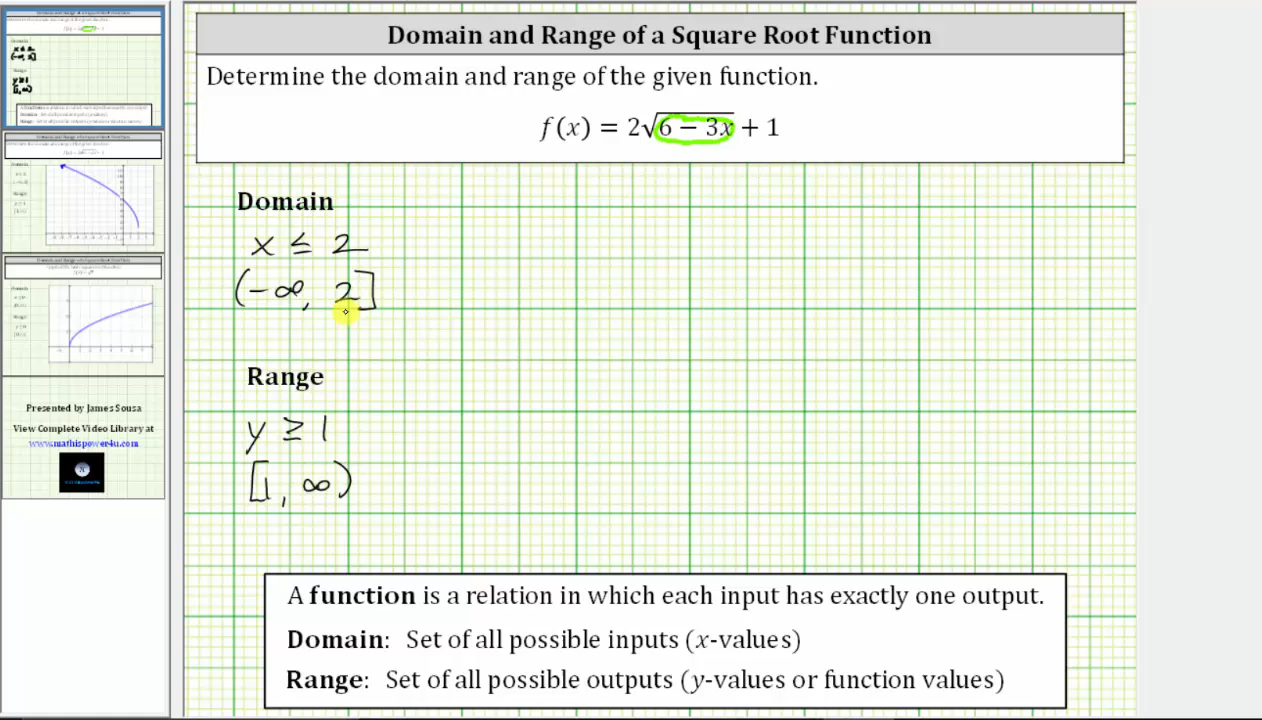 Domain and Range of a Square Root Function
Determine the domain and range of the given function.
f(x) = 2√(6 − 3x) + 1
Domain
x ≤ 2
(-∞, 2]
Range
y ≥ 1
[1, ∞)
A function is a relation in which each input has exactly one output.
Domain: Set of all possible inputs (x-values)
Range: Set of all possible outputs (y-values or function values)
Presented by James Sousa
View Complete Video Library at
www.mathispower4u.com